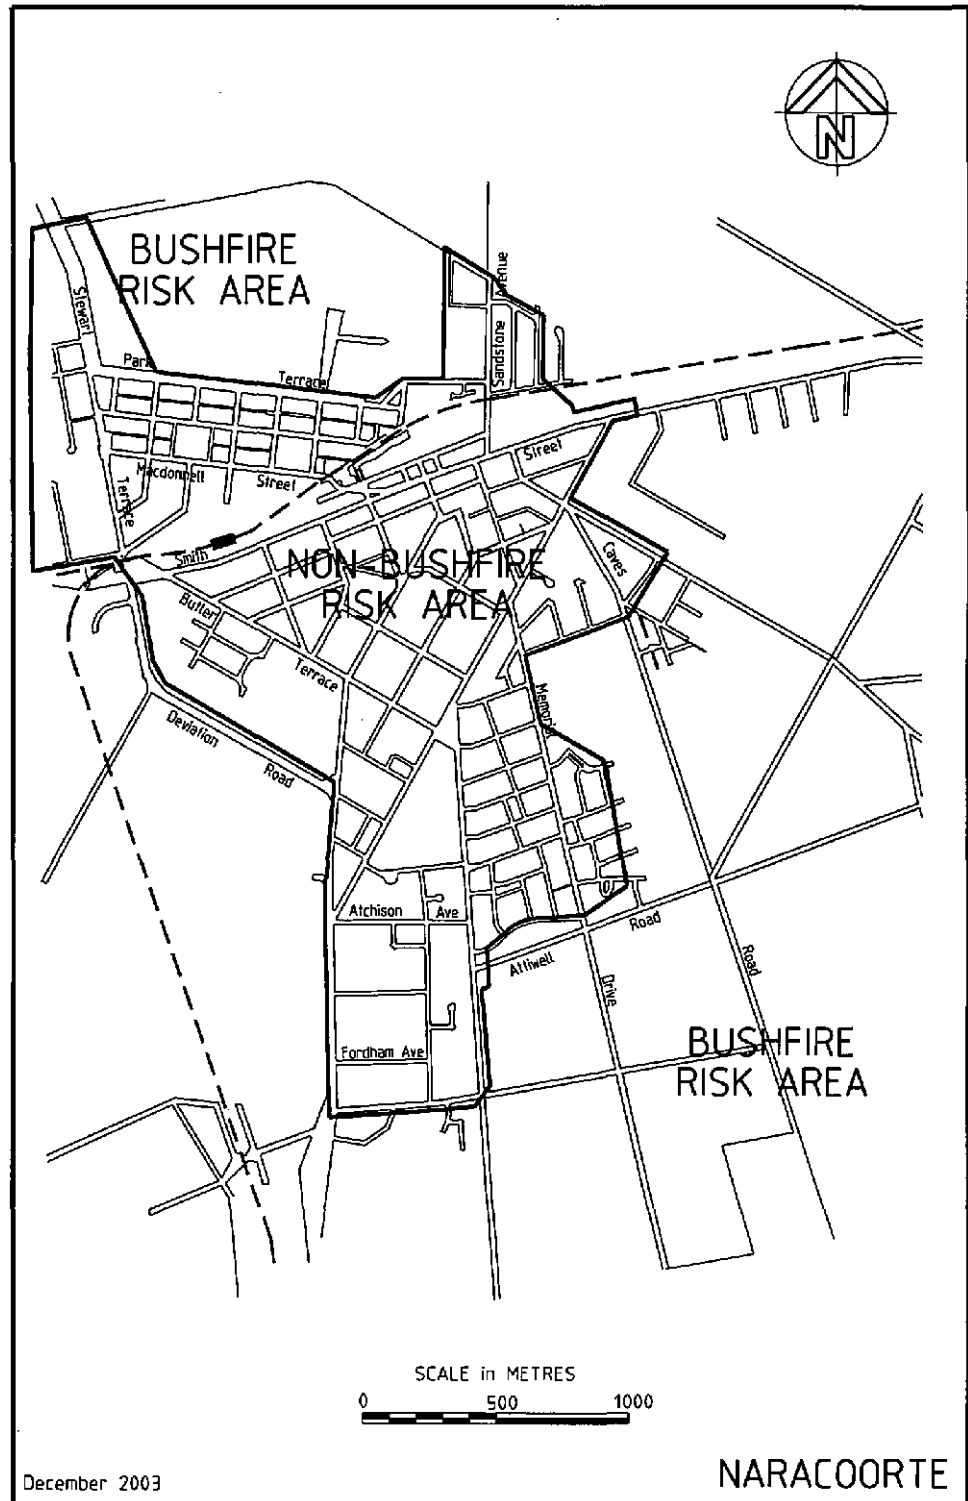 N
BUSHFIRE
RISK AREA
Avenue
Sandstone
Stewart
Park
Terrace
Street
Macdonnell
Street
Terrace
Smith
NON-BUSHFIRE
RISK AREA
Caves
Butler
Terrace
Memorial
Deviation
Road
Atchison Ave
Road
Attiwell
Road
Drive
BUSHFIRE
RISK AREA
Fordham Ave
SCALE in METRES
0 500 1000
December 2003
NARACOORTE